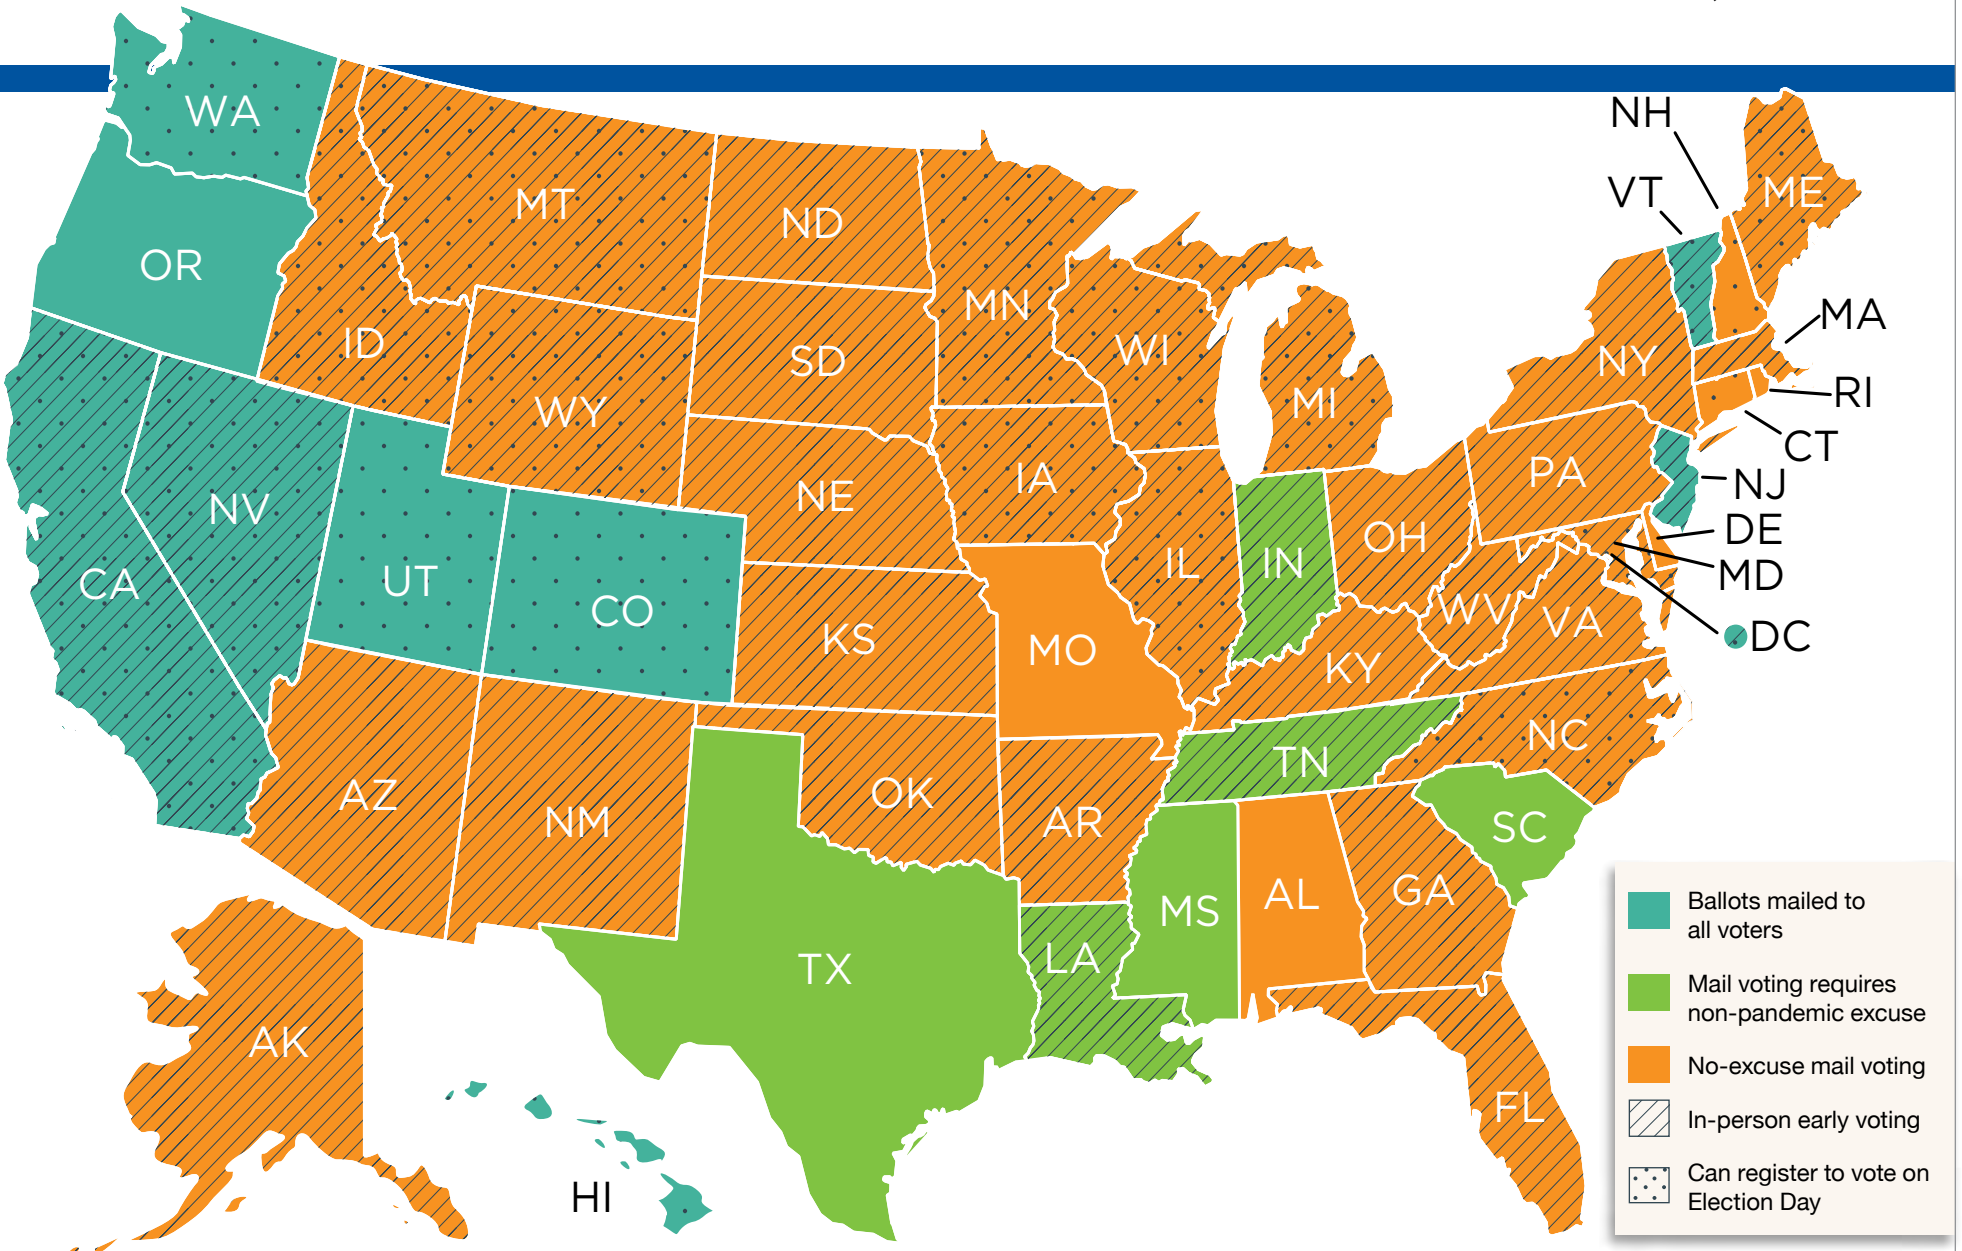 WA
NH
VT
ME
MT
ND
OR
MN
MA
ID
SD
WI
NY
RI
WY
MI
CT
PA
NJ
NE
IA
NV
DE
OH
IL
IN
MD
CA
UT
CO
WV
VA
DC
KS
MO
KY
NC
TN
AZ
OK
NM
AR
SC
GA
AL
MS
LA
TX
AK
FL
HI
Ballots mailed to
all voters
Mail voting requires
non-pandemic excuse
No-excuse mail voting
In-person early voting
Can register to vote on
Election Day